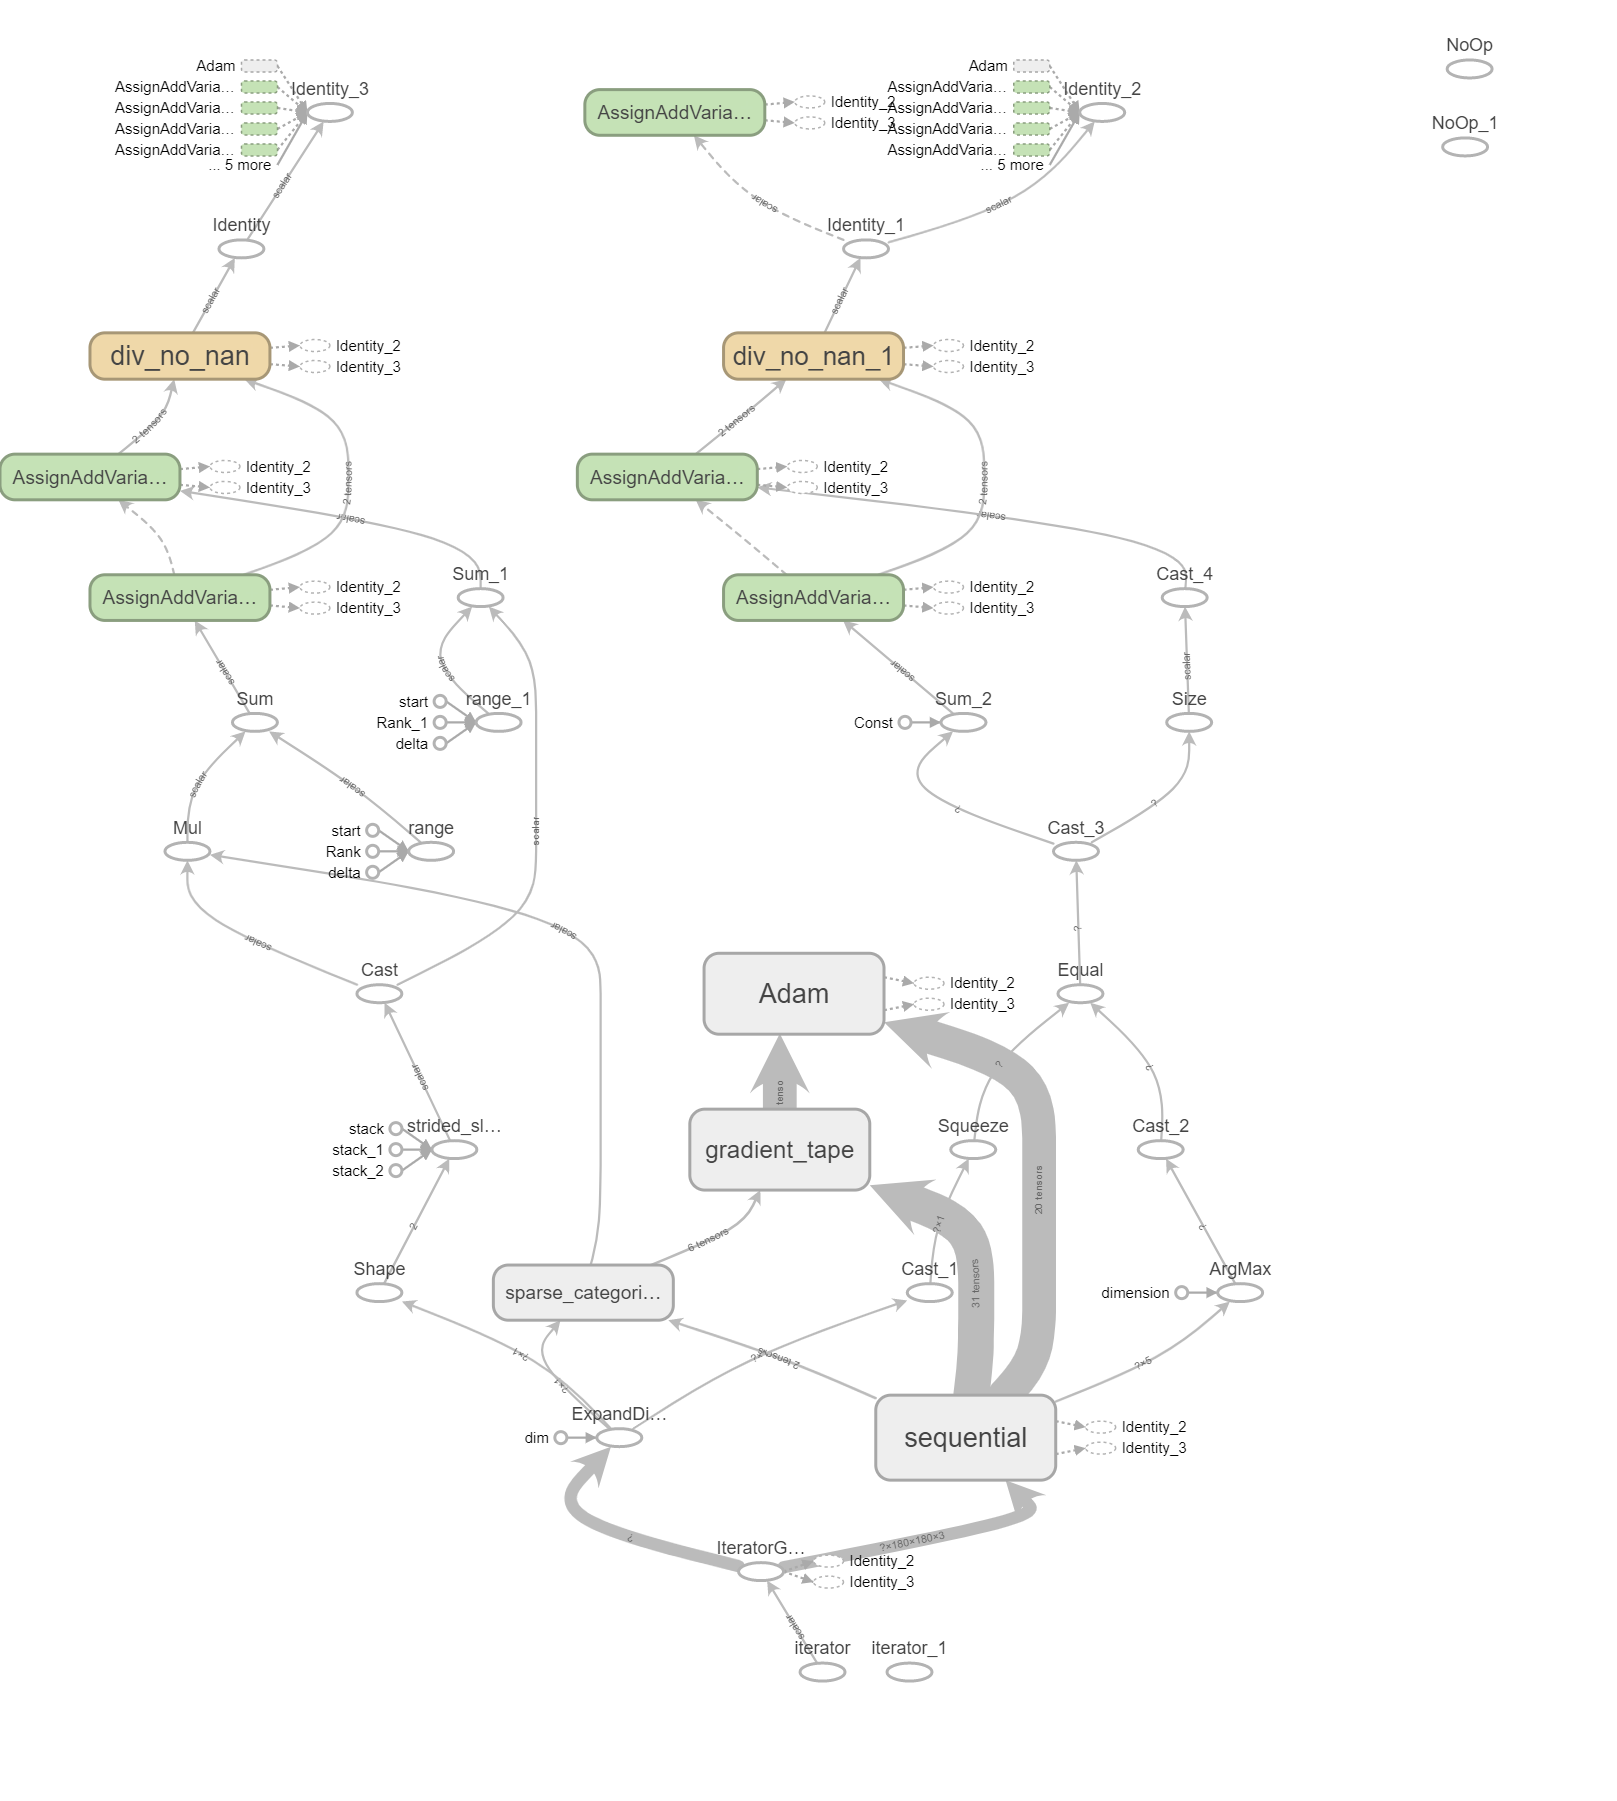 NoOp
NoOp_1
Adam
AssignAddVaria…
AssignAddVaria…
AssignAddVaria…
AssignAddVaria…
... 5 more
Identity_3
AssignAddVaria…
Identity_2
Identity_3
Adam
AssignAddVaria…
AssignAddVaria…
AssignAddVaria…
AssignAddVaria…
... 5 more
Identity_2
scalar
scalar
scalar
Identity
Identity_1
scalar
scalar
div_no_nan
Identity_2
Identity_3
div_no_nan_1
Identity_2
Identity_3
2 tensors
2 tensors
AssignAddVaria…
Identity_2
Identity_3
2 tensors
scalar
AssignAddVaria…
Identity_2
Identity_3
2 tensors
scalar
AssignAddVaria…
Identity_2
Identity_3
Sum_1
AssignAddVaria…
Identity_2
Identity_3
Cast_4
scalar
scalar
scalar
scalar
Sum
start
Rank_1
delta
range_1
Const
Sum_2
Size
scalar
scalar
?
?
Mul
start
Rank
delta
range
scalar
Cast_3
scalar
scalar
?
Cast
Adam
Identity_2
Identity_3
Equal
scalar
tenso
?
?
stack
stack_1
stack_2
strided_sl…
gradient_tape
Squeeze
Cast_2
20 tensors
2
6 tensors
?×1
31 tensors
?
Shape
sparse_categori…
Cast_1
dimension
ArgMax
?×1
?×1
2 tensors
?×5
dim
ExpandDi…
sequential
Identity_2
Identity_3
?
?×180×180×3
IteratorG…
Identity_2
Identity_3
scalar
iterator
iterator_1